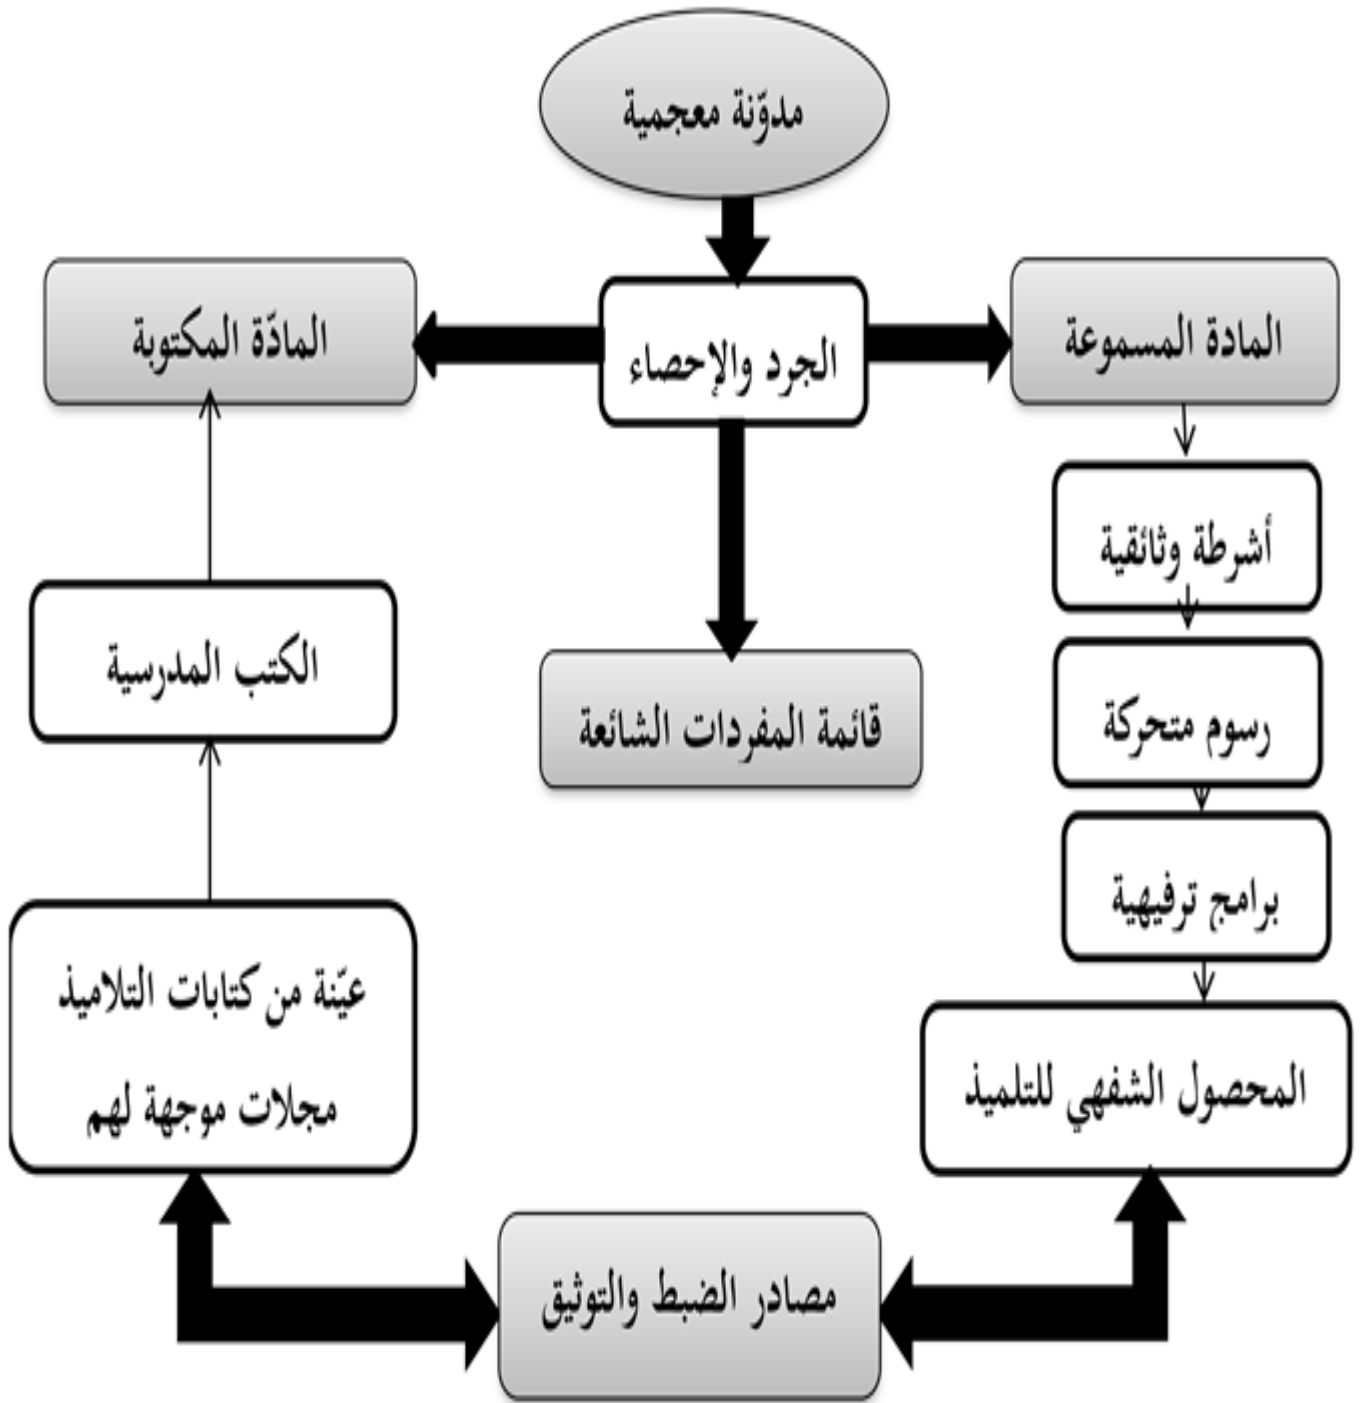 مدوّنة معجمية
المادة المسموعة
الجرد والإحصاء
المادّة المكتوبة
أشرطة وثائقية
رسوم متحركة
برامج ترفيهية
المحصول الشفهي للتلميذ
قائمة المفردات الشائعة
الكتب المدرسية
عيّنة من كتابات التلاميذ
مجلات موجهة لهم
مصادر الضبط والتوثيق